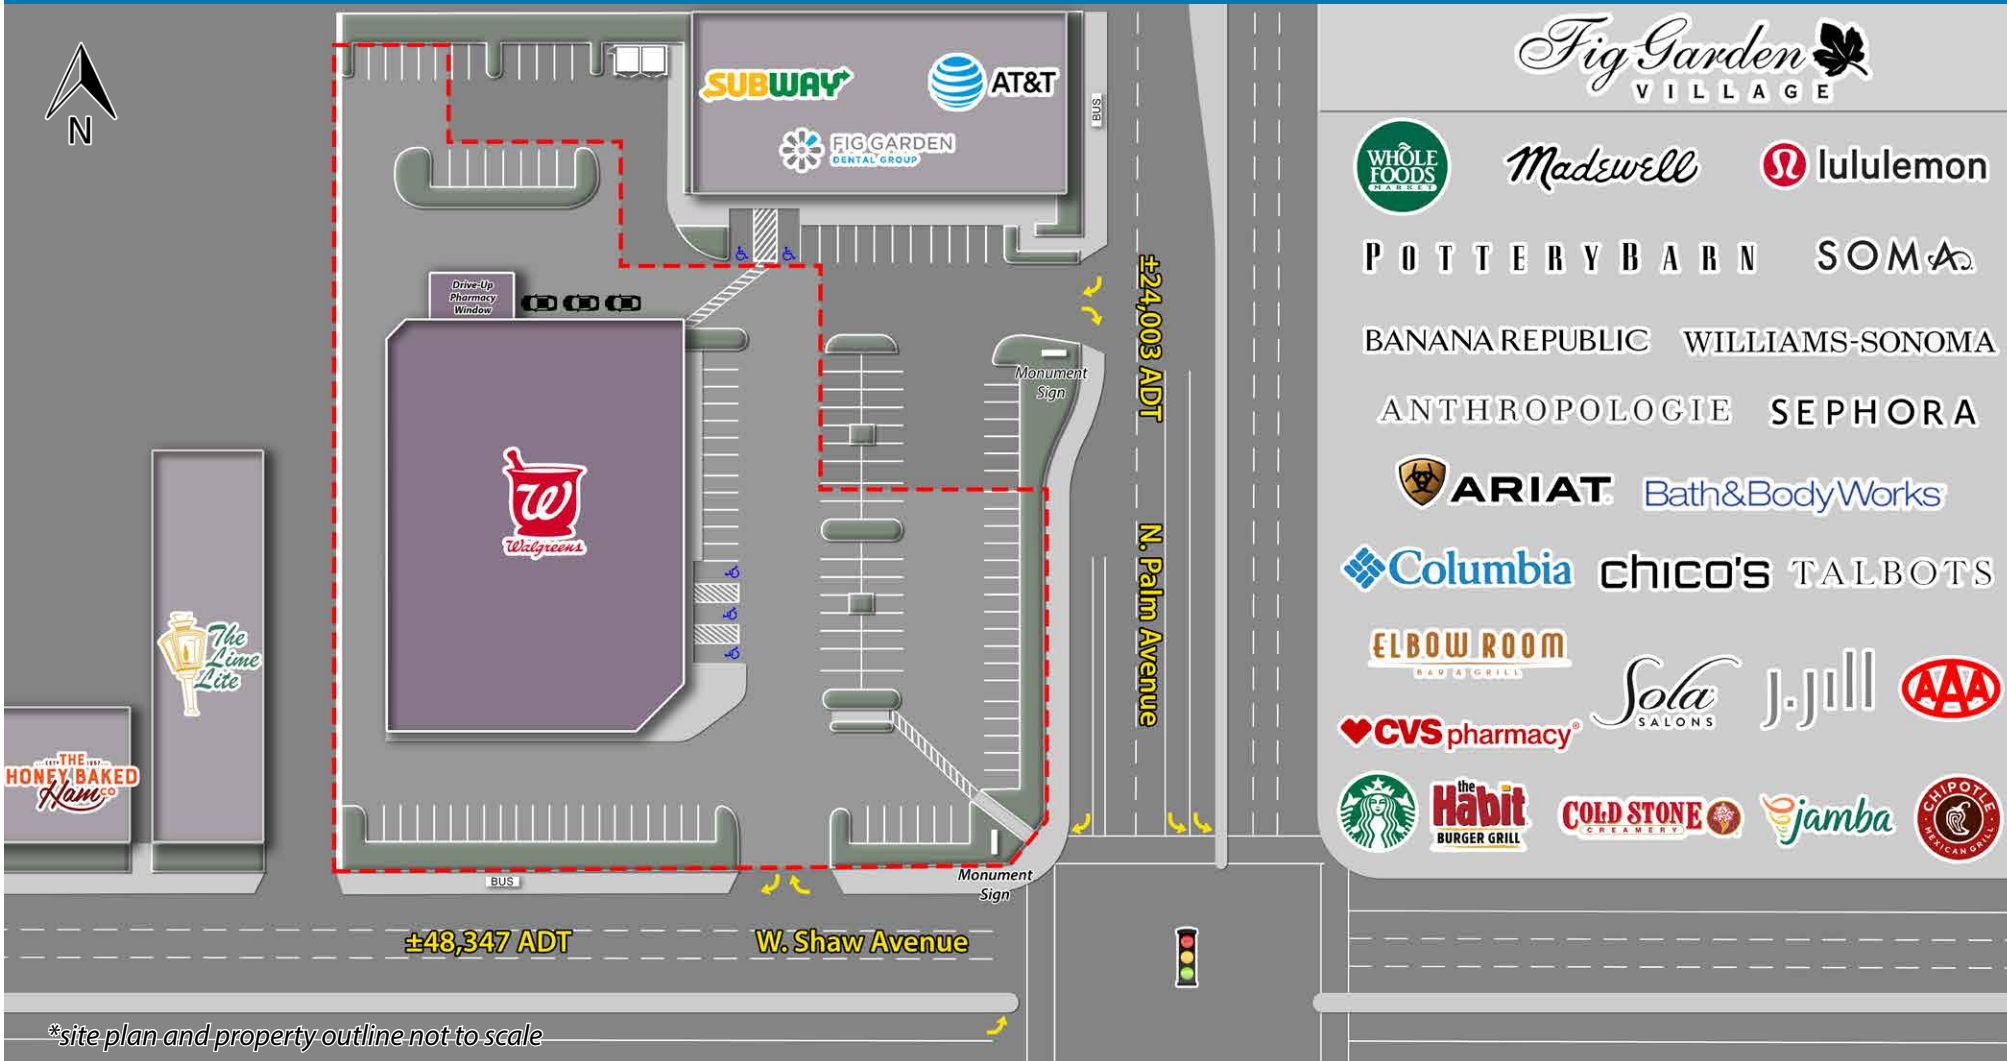 N
SUBWAY
AT&T
FIG GARDEN
DENTAL GROUP
BUS
Drive-Up
Pharmacy
Window
±24,003 ADT
Monument
Sign
W
Walgreens
N. Palm Avenue
The
Lime
Lite
THE
HONEY BAKED
Ham CO
BUS
Monument
Sign
±48,347 ADT
W. Shaw Avenue
*site plan and property outline not to scale
Fig Garden
VILLAGE
WHOLE
FOODS
MARKET
Madewell
lululemon
POTTERY BARN
SOMA
BANANA REPUBLIC
WILLIAMS-SONOMA
ANTHROPOLOGIE
SEPHORA
ARIAT
Bath&BodyWorks
Columbia
chico's
TALBOTS
ELBOW ROOM
BAR & GRILL
Sola
SALONS
J.Jill
AAA
CVS pharmacy®
the
Habit
BURGER GRILL
COLD STONE
CREAMERY
jamba
CHIPOTLE
MEXICAN GRILL